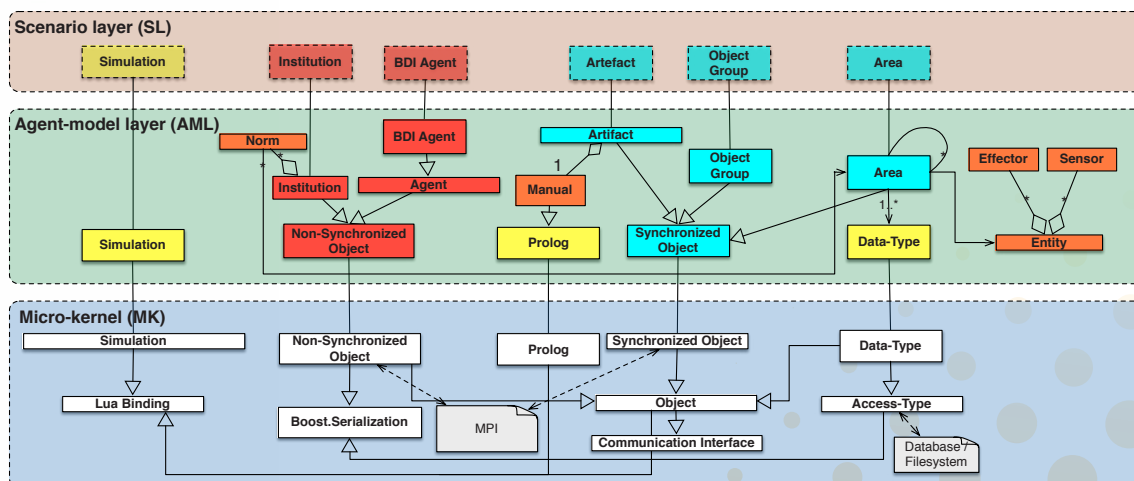 Scenario layer (SL)
Simulation
Institution
BDI Agent
Artefact
Object
Group
Area
Agent-model layer (AML)
Norm
*
*
Institution
BDI Agent
Agent
Non-Synchronized
Object
Simulation
Artifact
1
Manual
Prolog
Object
Group
Synchronized
Object
Area
*
1..*
Data-Type
Effector
Sensor
*
*
Entity
Micro-kernel (MK)
Simulation
Non-Synchronized
Object
Prolog
Synchronized Object
Data-Type
Lua Binding
Boost.Serialization
MPI
Object
Communication Interface
Access-Type
Database /
Filesystem